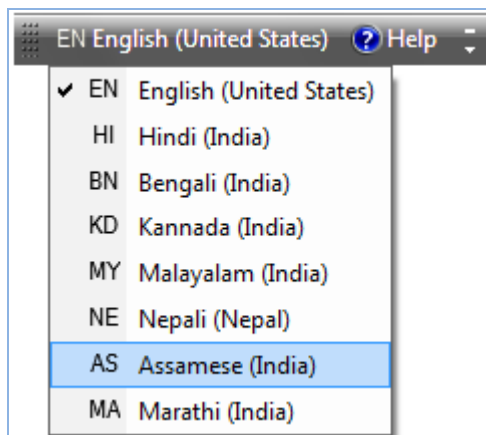 EN English (United States) ? Help
EN English (United States)
HI Hindi (India)
BN Bengali (India)
KD Kannada (India)
MY Malayalam (India)
NE Nepali (Nepal)
AS Assamese (India)
MA Marathi (India)